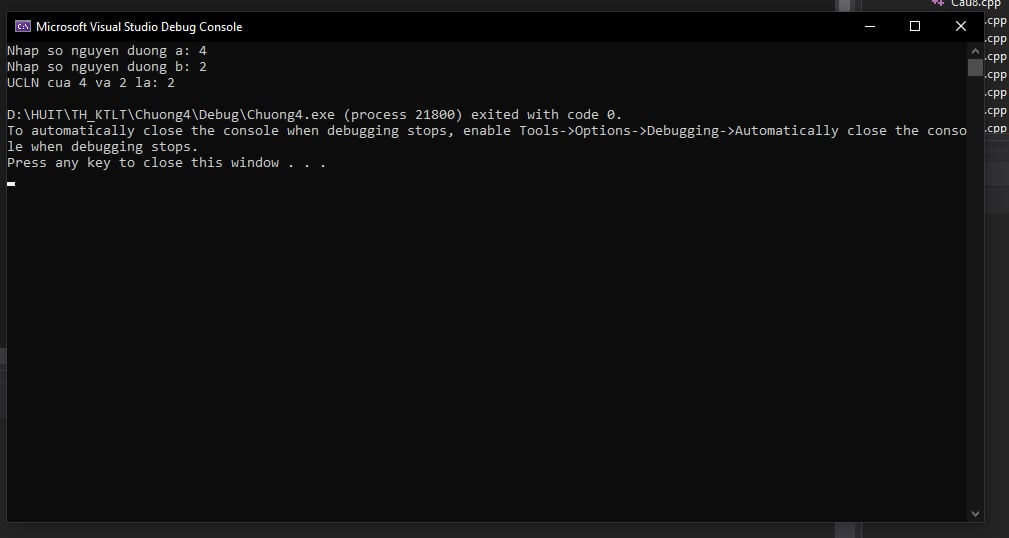 Cau8.cpp
Microsoft Visual Studio Debug Console
.cpp
.cpp
.cpp
.cpp
.cpp
.cpp
.cpp
Nhap so nguyen duong a: 4
Nhap so nguyen duong b: 2
UCLN cua 4 va 2 la: 2
D:\HUIT\TH_KTLT\Chuong4\Debug\Chuong4.exe (process 21800) exited with code 0.
To automatically close the console when debugging stops, enable Tools->Options->Debugging->Automatically close the conso
le when debugging stops.
Press any key to close this window . . .